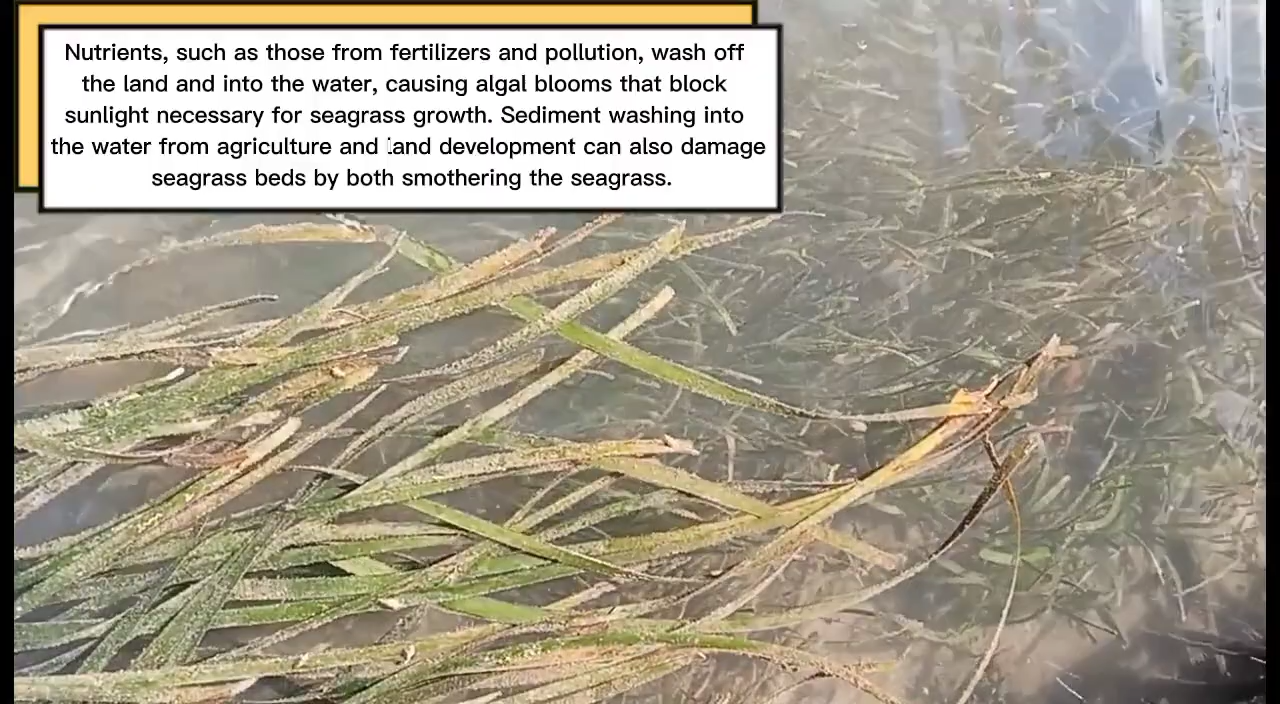 Nutrients, such as those from fertilizers and pollution, wash off
the land and into the water, causing algal blooms that block
sunlight necessary for seagrass growth. Sediment washing into
the water from agriculture and land development can also damage
seagrass beds by both smothering the seagrass.